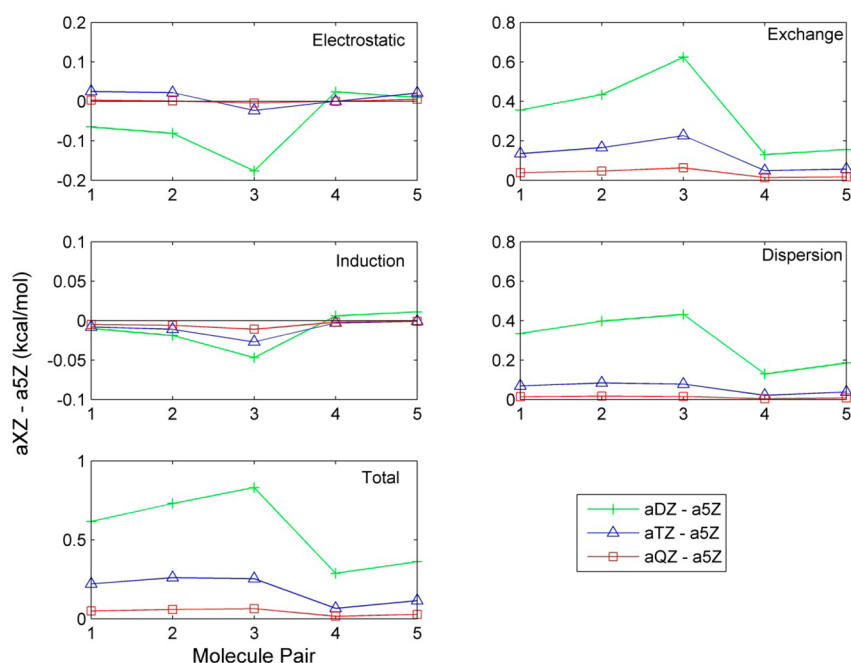 0.2
0.1
0
-0.1
-0.2
Electrostatic
1 2 3 4 5
0.8
0.6
0.4
0.2
0
Exchange
1 2 3 4 5
aXZ - a5Z (kcal/mol)
0.1
0.05
0
-0.05
-0.1
Induction
1 2 3 4 5
0.8
0.6
0.4
0.2
0
Dispersion
1 2 3 4 5
1
0.5
0
Total
1 2 3 4 5
Molecule Pair
aDZ - a5Z
aTZ - a5Z
aQZ - a5Z